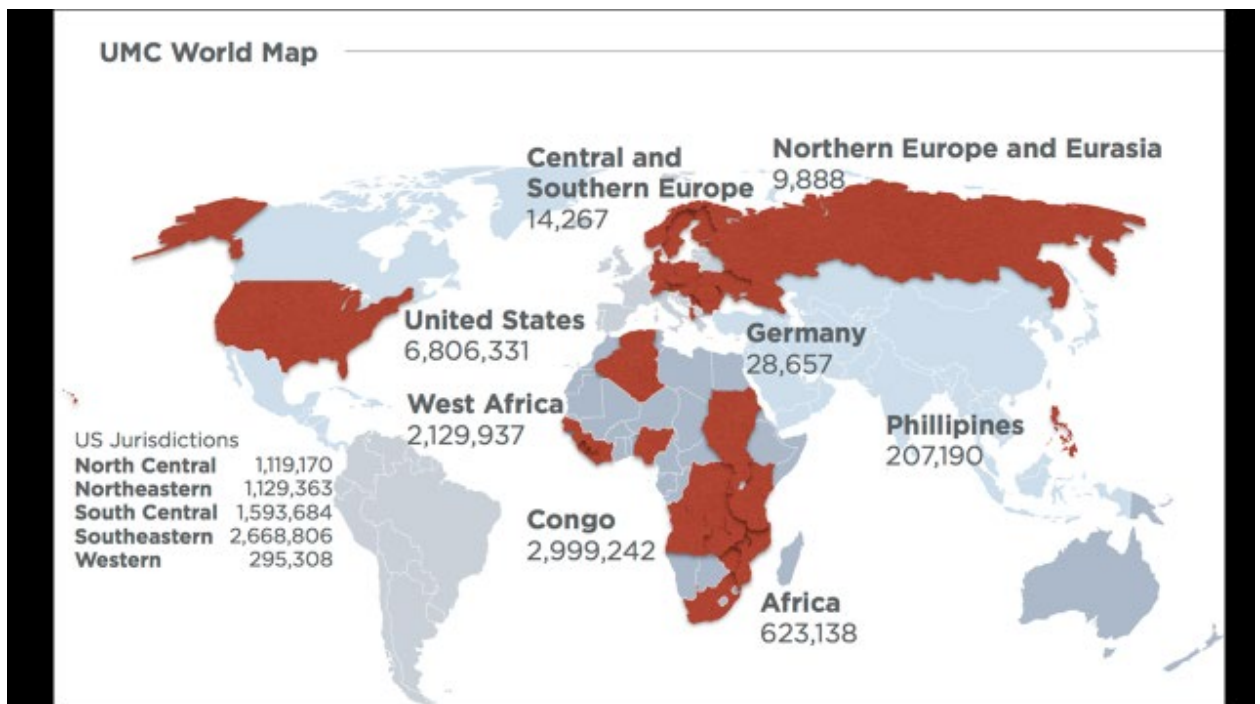 UMC World Map
Central and
Southern Europe
14,267
Northern Europe and Eurasia
9,888
United States
6,806,331
Germany
28,657
West Africa
2,129,937
Phillipines
207,190
US Jurisdictions
North Central 1,119,170
Northeastern 1,129,363
South Central 1,593,684
Southeastern 2,668,806
Western 295,308
Congo
2,999,242
Africa
623,138